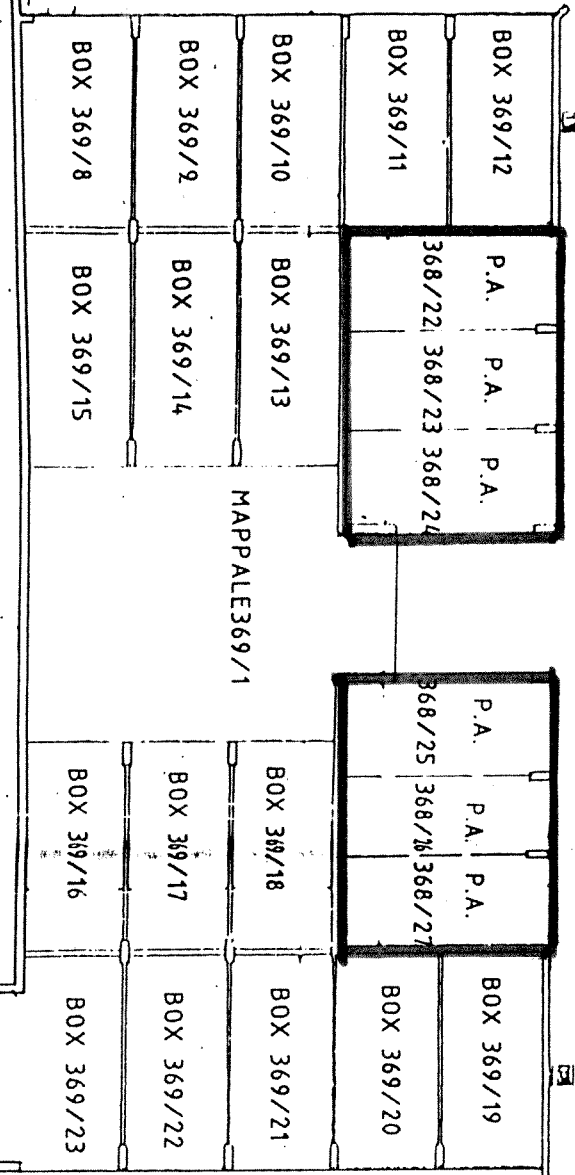 BOX 369/12
BOX 369/11
BOX 369/10
BOX 369/9
BOX 369/8
P.A.
368/22
P.A.
368/23
P.A.
368/24
BOX 369/13
BOX 369/14
BOX 369/15
MAPPALE369/1
P.A.
368/25
P.A.
368/26
P.A.
368/27
BOX 369/18
BOX 369/17
BOX 369/16
BOX 369/19
BOX 369/20
BOX 369/21
BOX 369/22
BOX 369/23